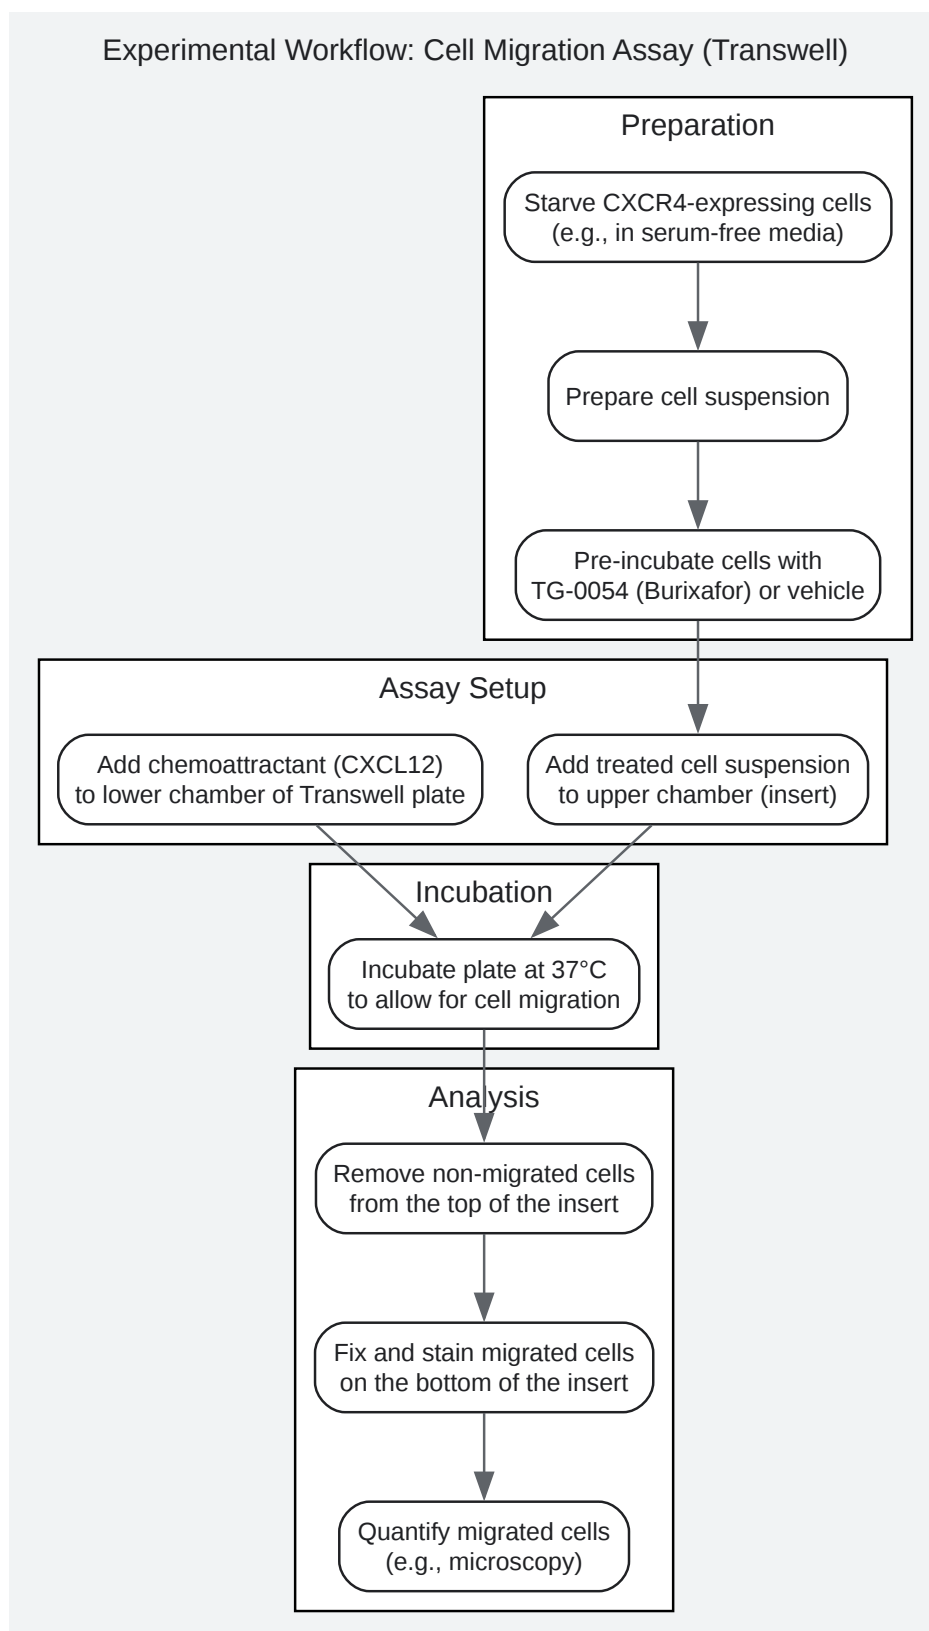 Experimental Workflow: Cell Migration Assay (Transwell)
Preparation
Starve CXCR4-expressing cells
(e.g., in serum-free media)
Prepare cell suspension
Pre-incubate cells with
TG-0054 (Burixafor) or vehicle
Assay Setup
Add chemoattractant (CXCL12)
to lower chamber of Transwell plate
Add treated cell suspension
to upper chamber (insert)
Incubation
Incubate plate at 37°C
to allow for cell migration
Analysis
Remove non-migrated cells
from the top of the insert
Fix and stain migrated cells
on the bottom of the insert
Quantify migrated cells
(e.g., microscopy)